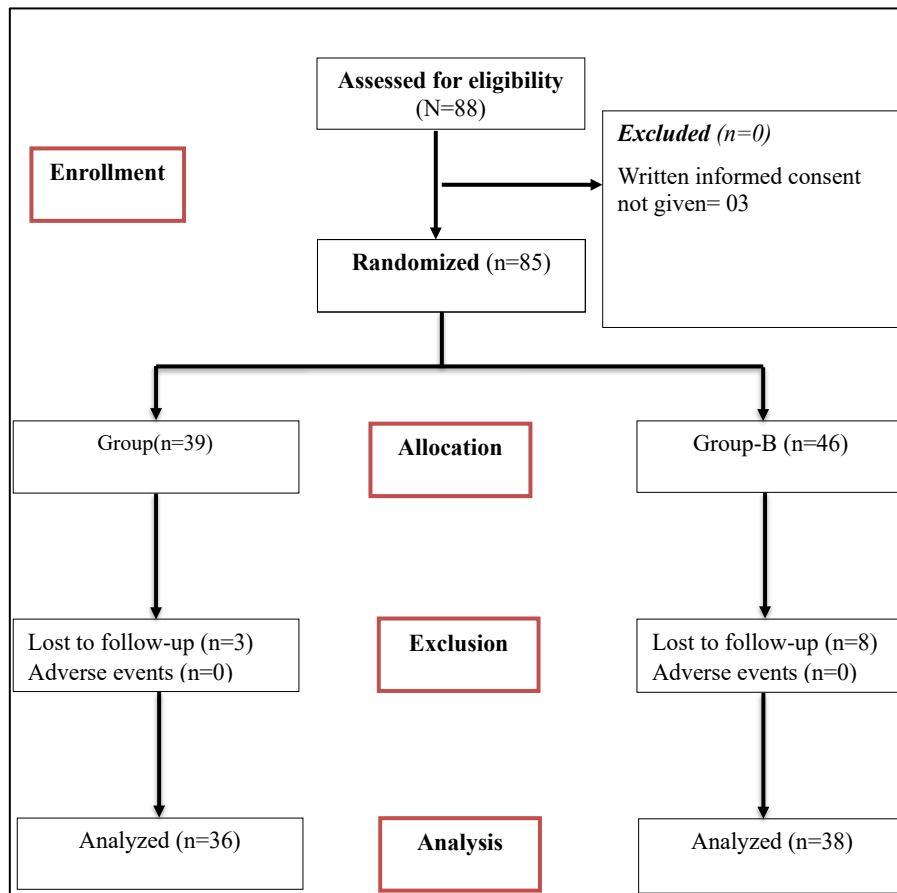 Assessed for eligibility
(N=88)
Excluded (n=0)
Written informed consent
not given= 03
Enrollment
Randomized (n=85)
Group(n=39)
Allocation
Group-B (n=46)
Lost to follow-up (n=3)
Adverse events (n=0)
Exclusion
Lost to follow-up (n=8)
Adverse events (n=0)
Analyzed (n=36)
Analysis
Analyzed (n=38)